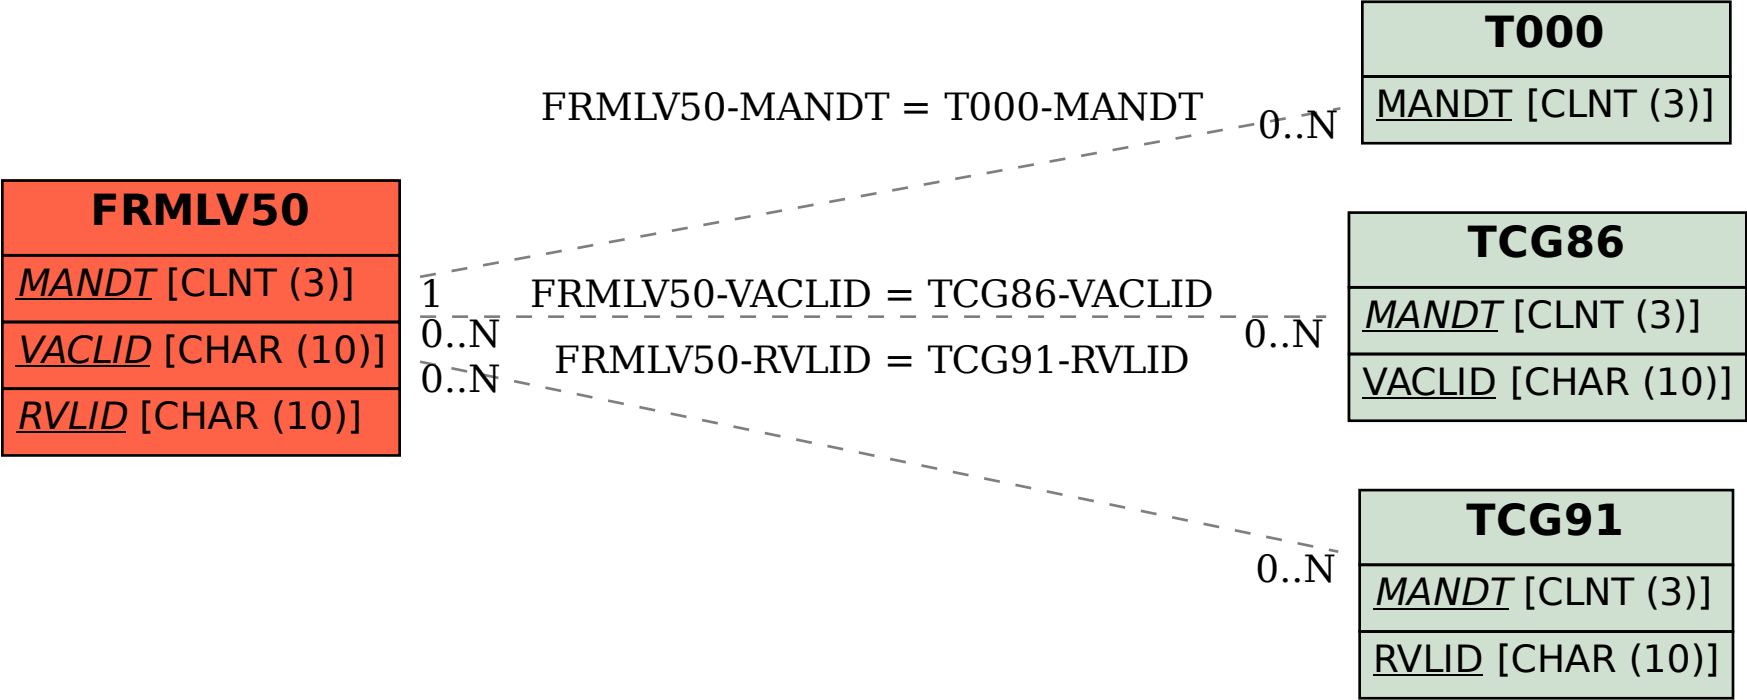 T000
MANDT [CLNT (3)]
FRMLV50-MANDT = T000-MANDT
0..N
FRMLV50
MANDT [CLNT (3)]
VACLID [CHAR (10)]
RVLID [CHAR (10)]
1
FRMLV50-VACLID = TCG86-VACLID
0..N
0..N
FRMLV50-RVLID = TCG91-RVLID
0..N
0..N
TCG86
MANDT [CLNT (3)]
VACLID [CHAR (10)]
TCG91
MANDT [CLNT (3)]
RVLID [CHAR (10)]